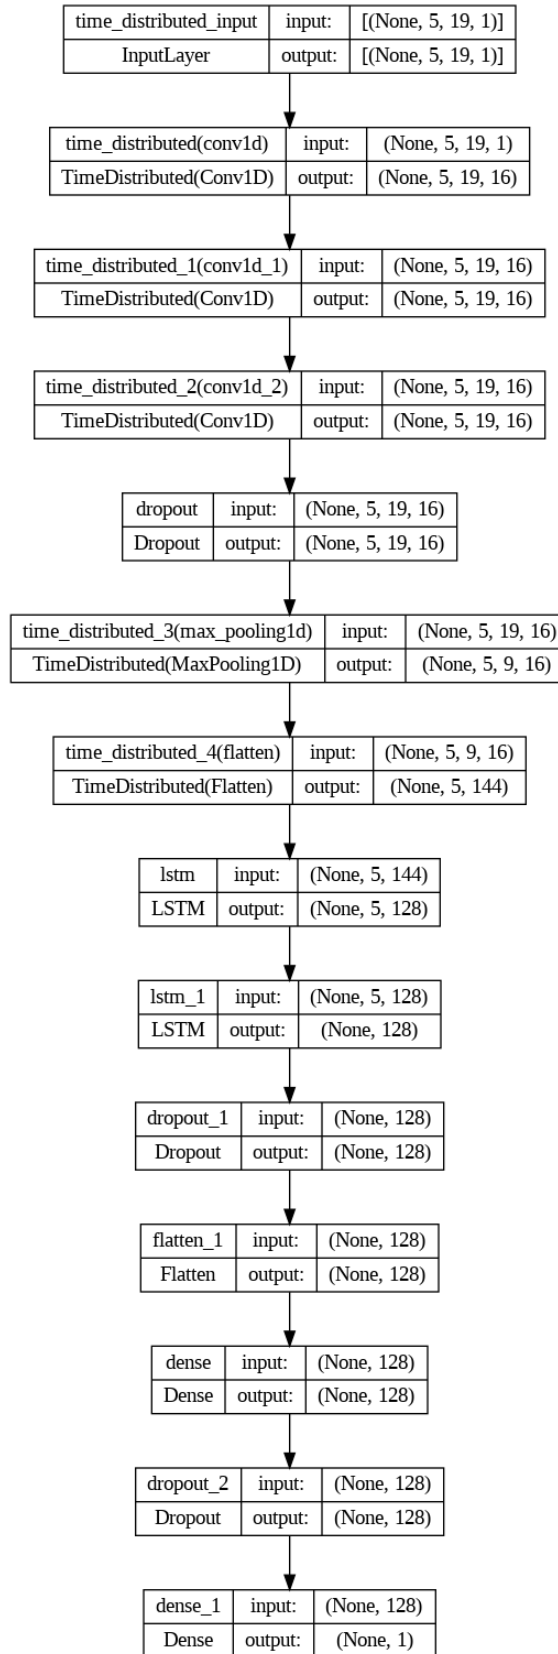 time_distributed_input input: [(None, 5, 19, 1)]
InputLayer output: [(None, 5, 19, 1)]
time_distributed(conv1d) input: (None, 5, 19, 1)
TimeDistributed(Conv1D) output: (None, 5, 19, 16)
time_distributed_1(conv1d_1) input: (None, 5, 19, 16)
TimeDistributed(Conv1D) output: (None, 5, 19, 16)
time_distributed_2(conv1d_2) input: (None, 5, 19, 16)
TimeDistributed(Conv1D) output: (None, 5, 19, 16)
dropout input: (None, 5, 19, 16)
Dropout output: (None, 5, 19, 16)
time_distributed_3(max_pooling1d) input: (None, 5, 19, 16)
TimeDistributed(MaxPooling1D) output: (None, 5, 9, 16)
time_distributed_4(flatten) input: (None, 5, 9, 16)
TimeDistributed(Flatten) output: (None, 5, 144)
lstm input: (None, 5, 144)
LSTM output: (None, 5, 128)
lstm_1 input: (None, 5, 128)
LSTM output: (None, 128)
dropout_1 input: (None, 128)
Dropout output: (None, 128)
flatten_1 input: (None, 128)
Flatten output: (None, 128)
dense input: (None, 128)
Dense output: (None, 128)
dropout_2 input: (None, 128)
Dropout output: (None, 128)
dense_1 input: (None, 128)
Dense output: (None, 1)